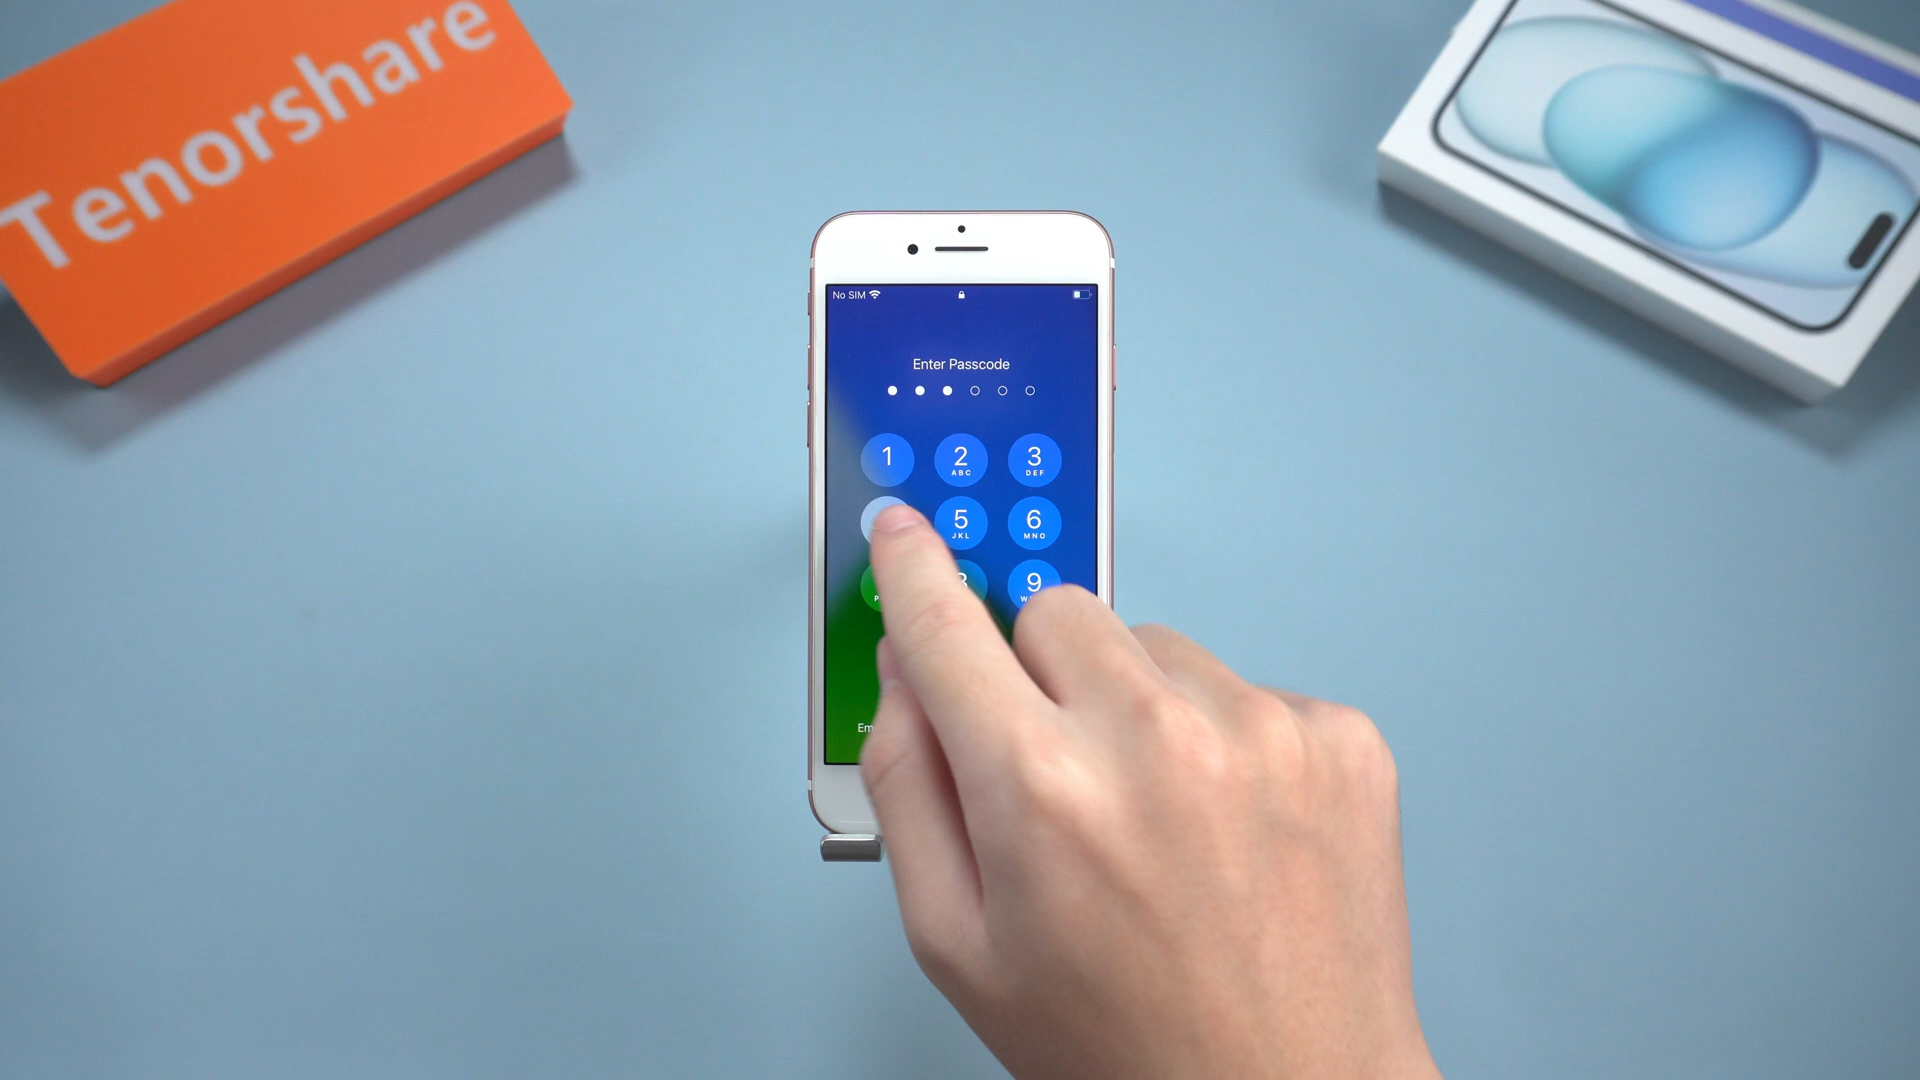 Tenorshare
No SIM
Enter Passcode
1
2
ABC
3
DEF
5
JKL
6
MNO
9